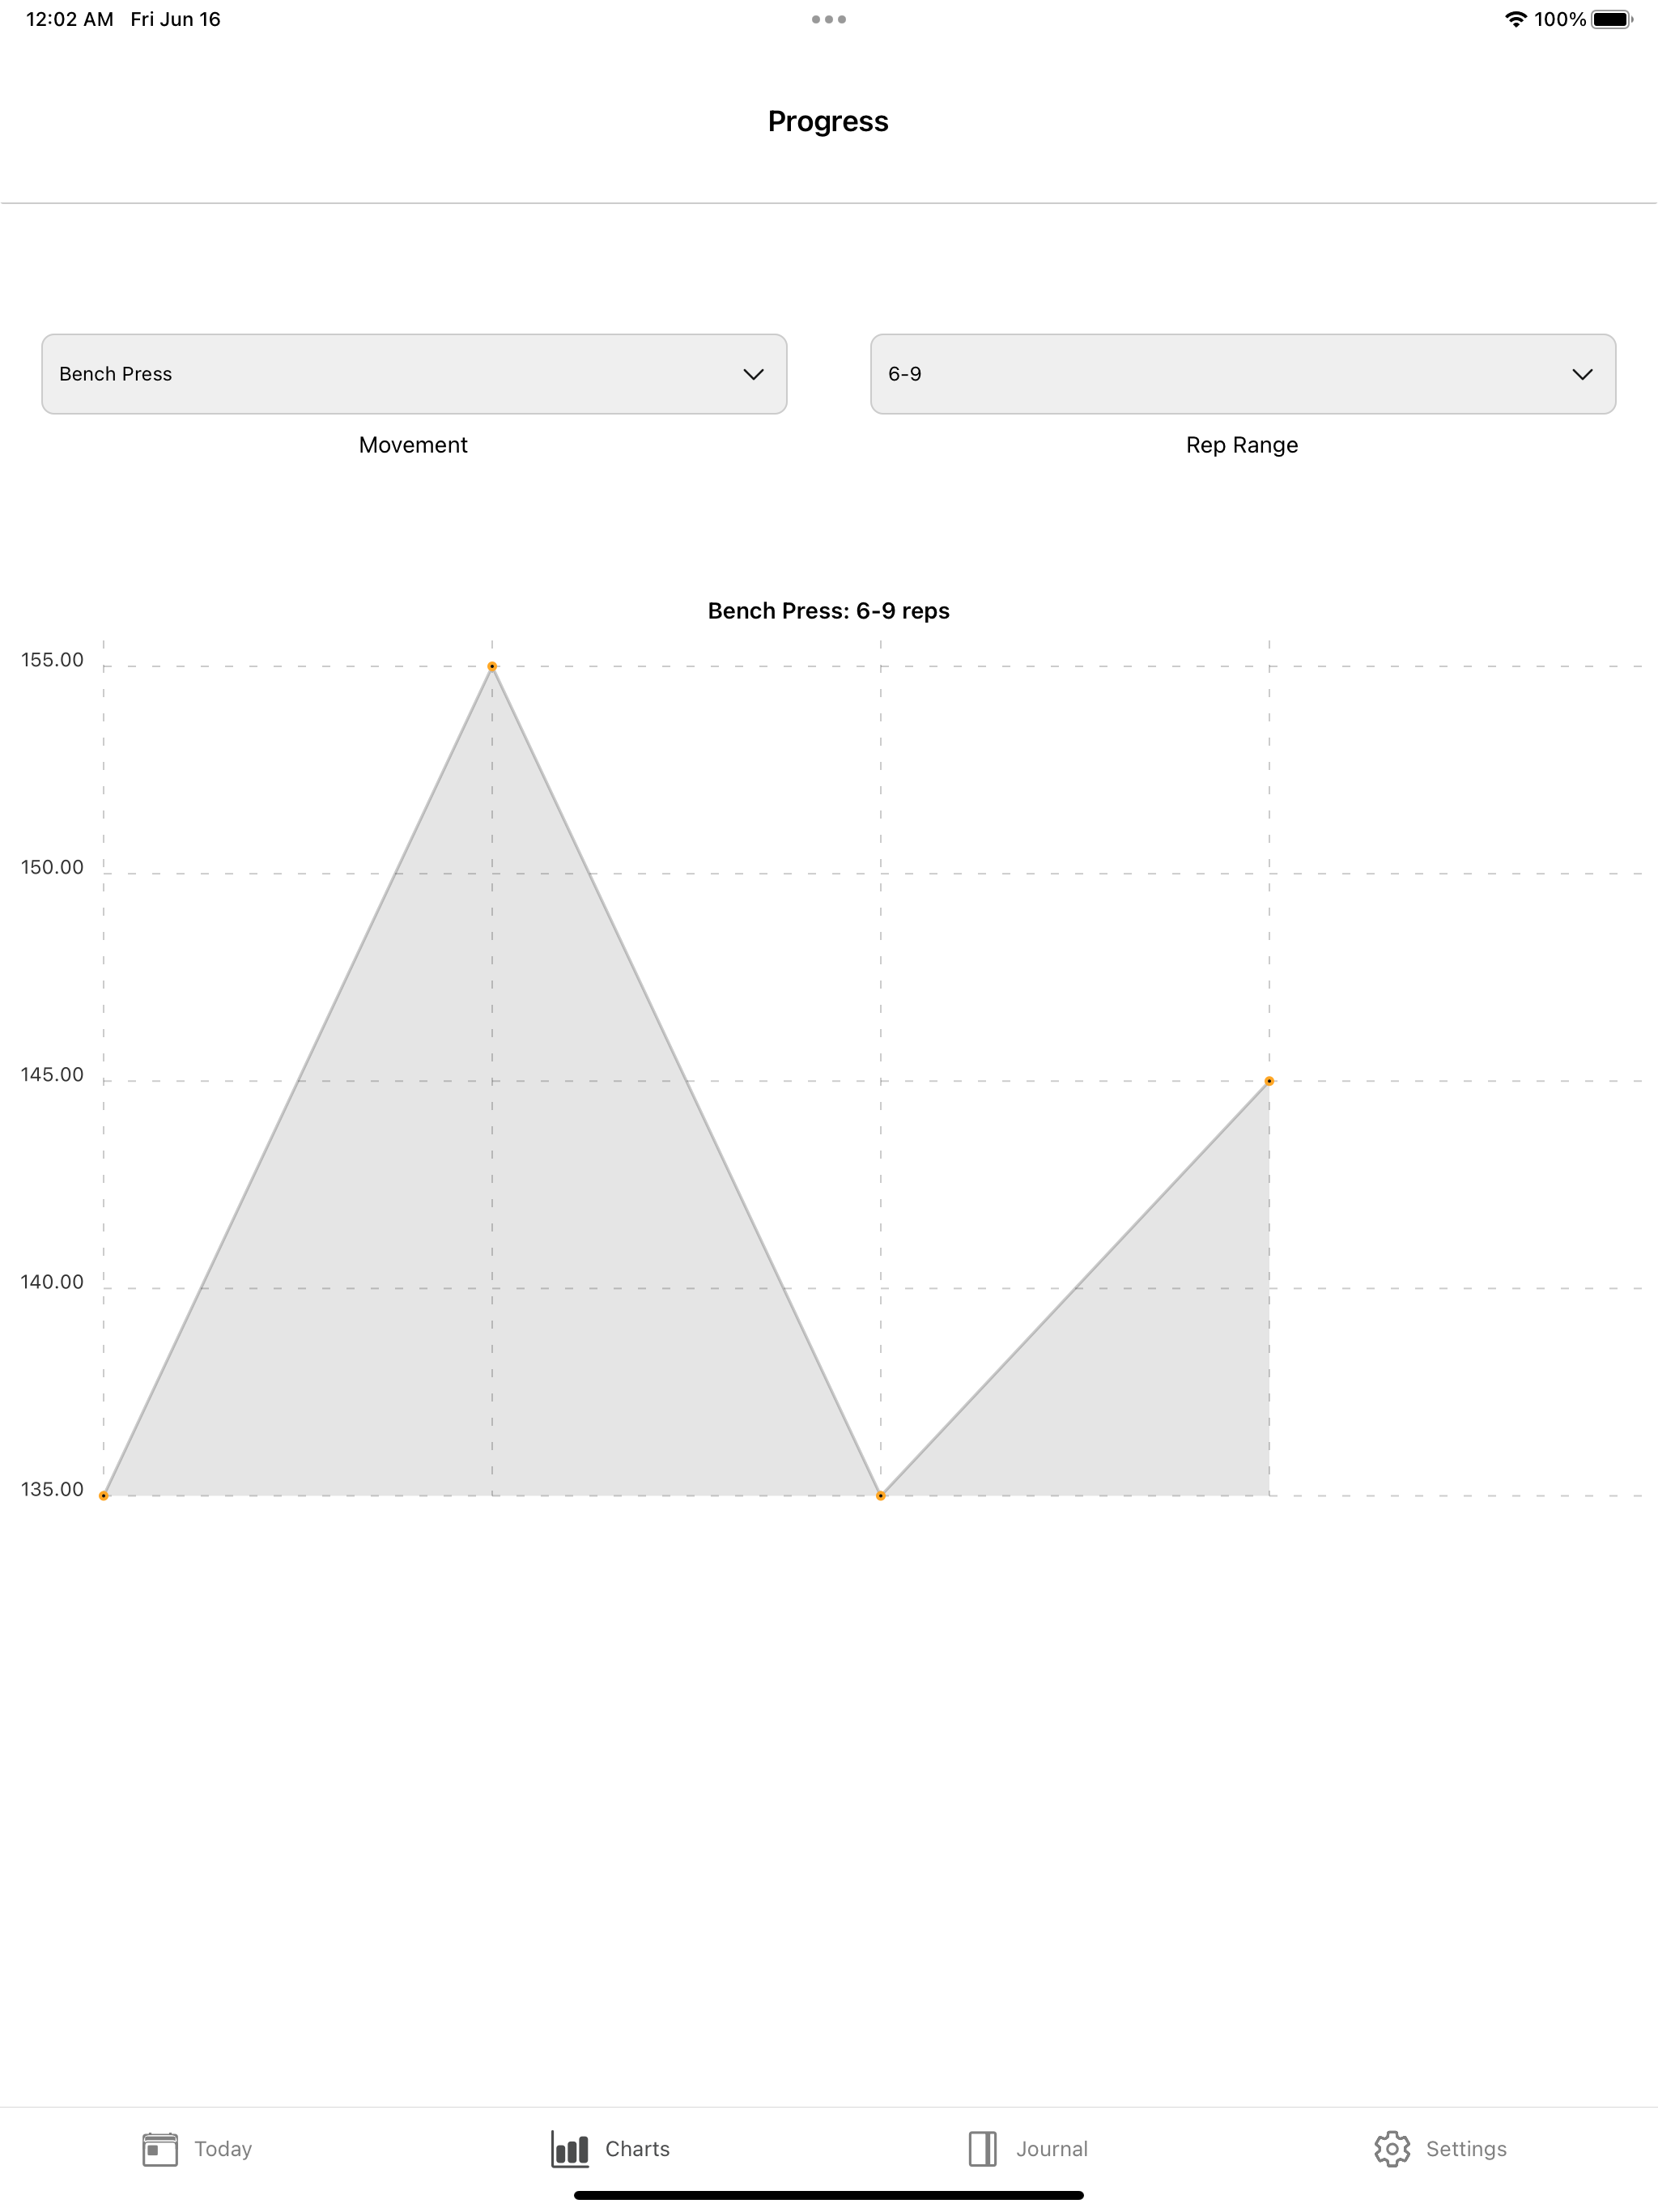 12:02 AM Fri Jun 16
100%
Progress
Bench Press
6-9
Movement
Rep Range
Bench Press: 6-9 reps
155.00
150.00
145.00
140.00
135.00
Today
Charts
Journal
Settings